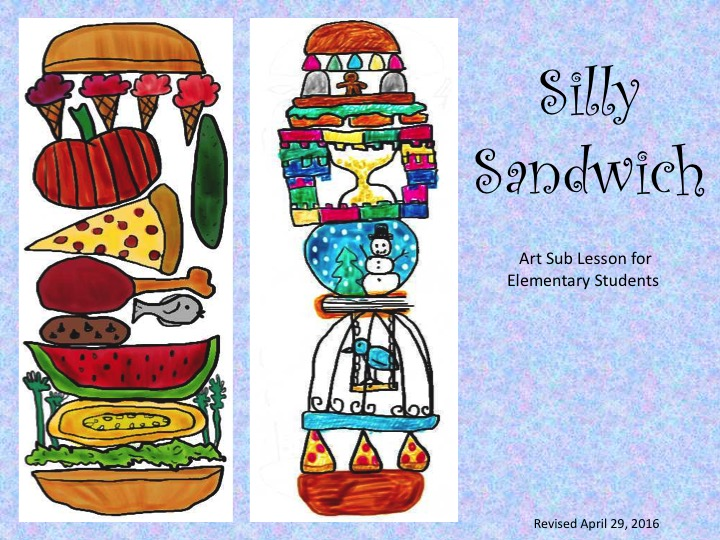 Silly
Sandwich
Art Sub Lesson for
Elementary Students
Revised April 29, 2016